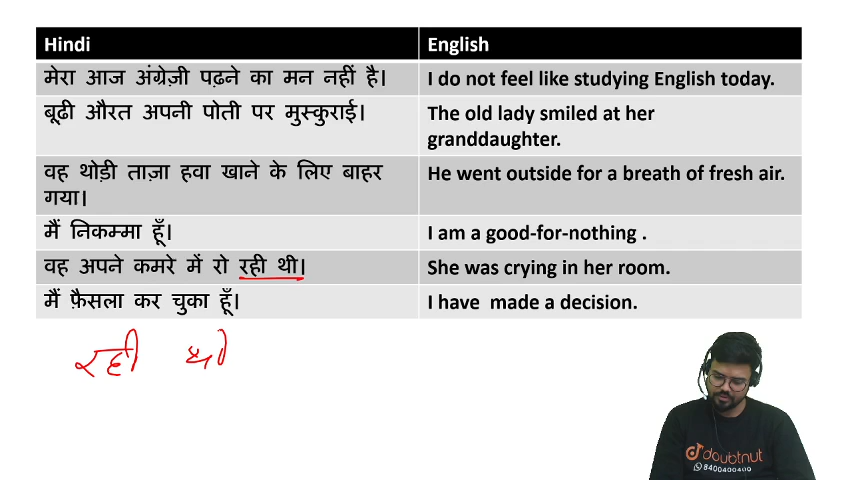 Hindi English
मेरा आज अंग्रेज़ी पढ़ने का मन नहीं है। I do not feel like studying English today.
बूढ़ी औरत अपनी पोती पर मुस्कुराई। The old lady smiled at her
granddaughter.
वह थोड़ी ताज़ा हवा खाने के लिए बाहर He went outside for a breath of fresh air.
गया।
मैं निकम्मा हूँ। I am a good-for-nothing .
वह अपने कमरे में रो रही थी। She was crying in her room.
मैं फ़ैसला कर चुका हूँ। I have made a decision.
रही थी
doubtnut
8400400400